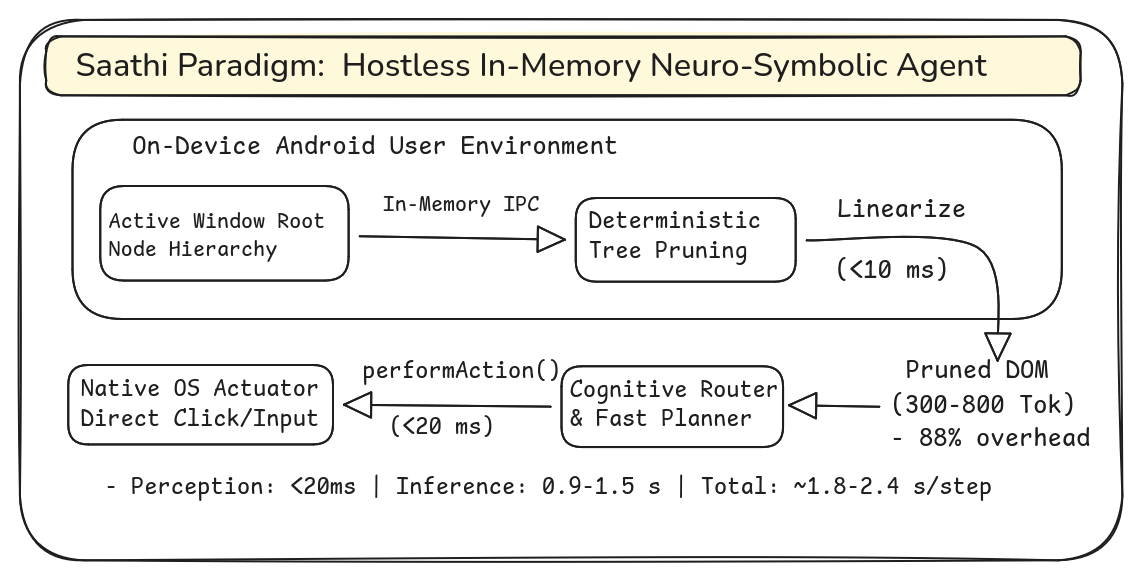 Saathi Paradigm: Hostless In-Memory Neuro-Symbolic Agent
On-Device Android User Environment
Active Window Root
Node Hierarchy
In-Memory IPC
Deterministic
Tree Pruning
Linearize
(<10 ms)
Pruned DOM
(300-800 Tok)
- 88% overhead
Cognitive Router
& Fast Planner
performAction()
(<20 ms)
Native OS Actuator
Direct Click/Input
- Perception: <20ms | Inference: 0.9-1.5 s | Total: ~1.8-2.4 s/step